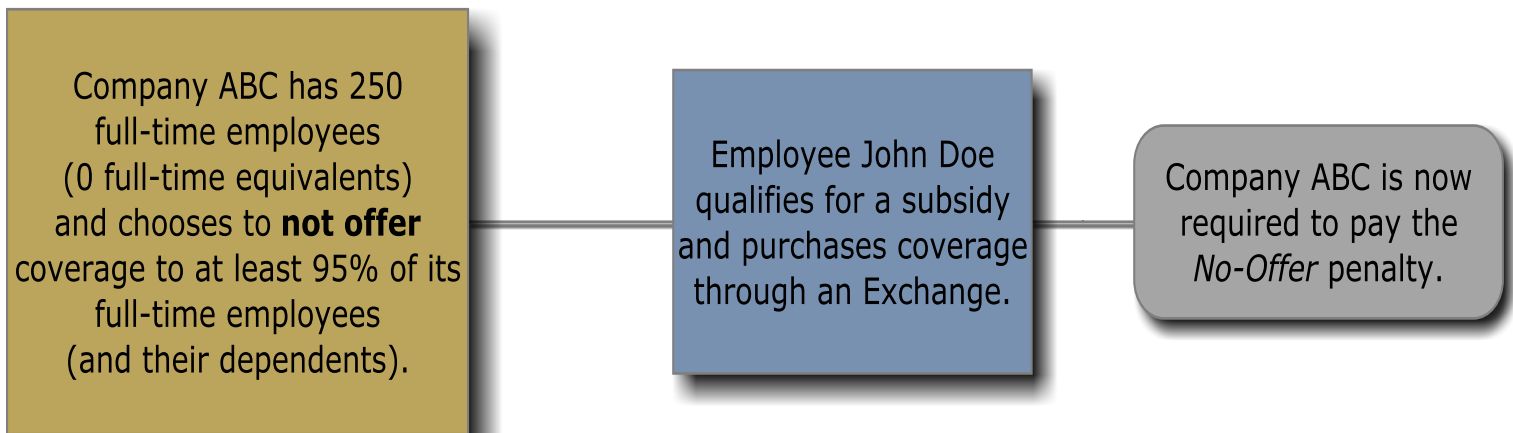 Company ABC has 250
full-time employees
(0 full-time equivalents)
and chooses to not offer
coverage to at least 95% of its
full-time employees
(and their dependents).
Employee John Doe
qualifies for a subsidy
and purchases coverage
through an Exchange.
Company ABC is now
required to pay the
No-Offer penalty.